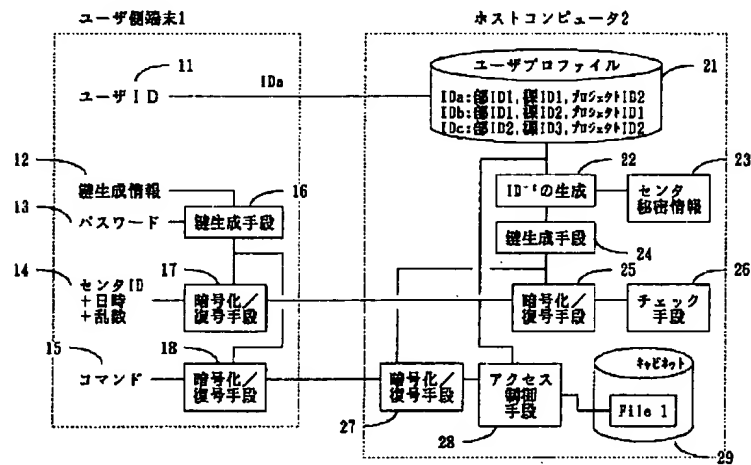 ユーザ側端末1
ホストコンピュータ2
11
ユーザID
IDa
ユーザプロファイル
21
IDa:部ID1,課ID1,プロジェクトID2
IDb:部ID1,課ID2,プロジェクトID1
IDc:部ID2,課ID3,プロジェクトID2
12
鍵生成情報
16
13
パスワード
鍵生成手段
22
23
の生成
センタ
秘密情報
鍵生成手段
24
14
センタID
+日時
+乱数
17
暗号化/
復号手段
25
暗号化/
復号手段
26
チェック
手段
15
コマンド
18
暗号化/
復号手段
暗号化/
復号手段
27
アクセス
制御
手段
28
キャビネット
File 1
29